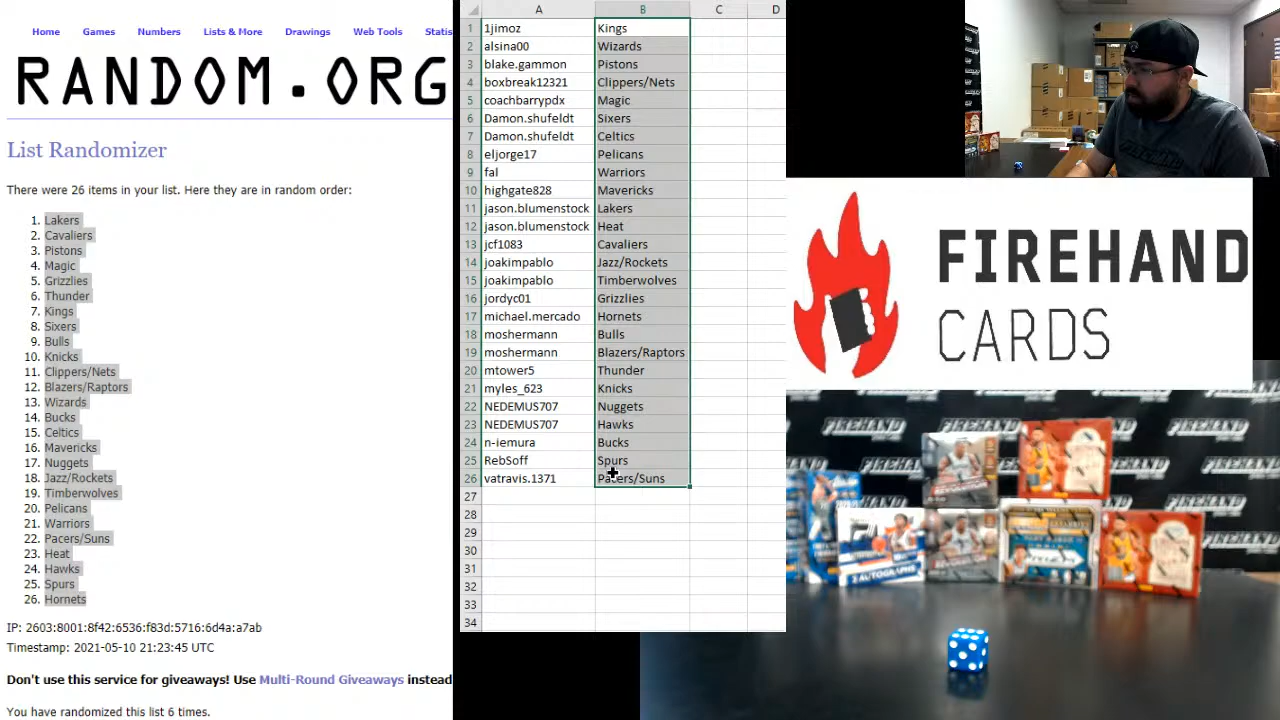 Home Games Numbers Lists & More Drawings Web Tools Statis
RANDOM.ORG
List Randomizer
There were 26 items in your list. Here they are in random order:
1. Lakers
2. Cavaliers
3. Pistons
4. Magic
5. Grizzlies
6. Thunder
7. Kings
8. Sixers
9. Bulls
10. Knicks
11. Clippers/Nets
12. Blazers/Raptors
13. Wizards
14. Bucks
15. Celtics
16. Mavericks
17. Nuggets
18. Jazz/Rockets
19. Timberwolves
20. Pelicans
21. Warriors
22. Pacers/Suns
23. Heat
24. Hawks
25. Spurs
26. Hornets
IP: 2603:8001:8f42:6536:f83d:5716:6d4a:a7ab
Timestamp: 2021-05-10 21:23:45 UTC
Don't use this service for giveaways! Use Multi-Round Giveaways instead
You have randomized this list 6 times.
A B C D
1 1jimoz Kings
2 alsina00 Wizards
3 blake.gammon Pistons
4 boxbreak12321 Clippers/Nets
5 coachbarrypdx Magic
6 Damon.shufeldt Sixers
7 Damon.shufeldt Celtics
8 eljorge17 Pelicans
9 fal Warriors
10 highgate828 Mavericks
11 jason.blumenstock Lakers
12 jason.blumenstock Heat
13 jcf1083 Cavaliers
14 joakimpablo Jazz/Rockets
15 joakimpablo Timberwolves
16 jordyc01 Grizzlies
17 michael.mercado Hornets
18 moshermann Bulls
19 moshermann Blazers/Raptors
20 mtower5 Thunder
21 myles_623 Knicks
22 NEDEMUS707 Nuggets
23 NEDEMUS707 Hawks
24 n-iemura Bucks
25 RebSoff Spurs
26 vatravis.1371 Pacers/Suns
27
28
29
30
31
32
33
34
FIREHAND
CARDS
FIREHAND
2 AUTOGRAPHS